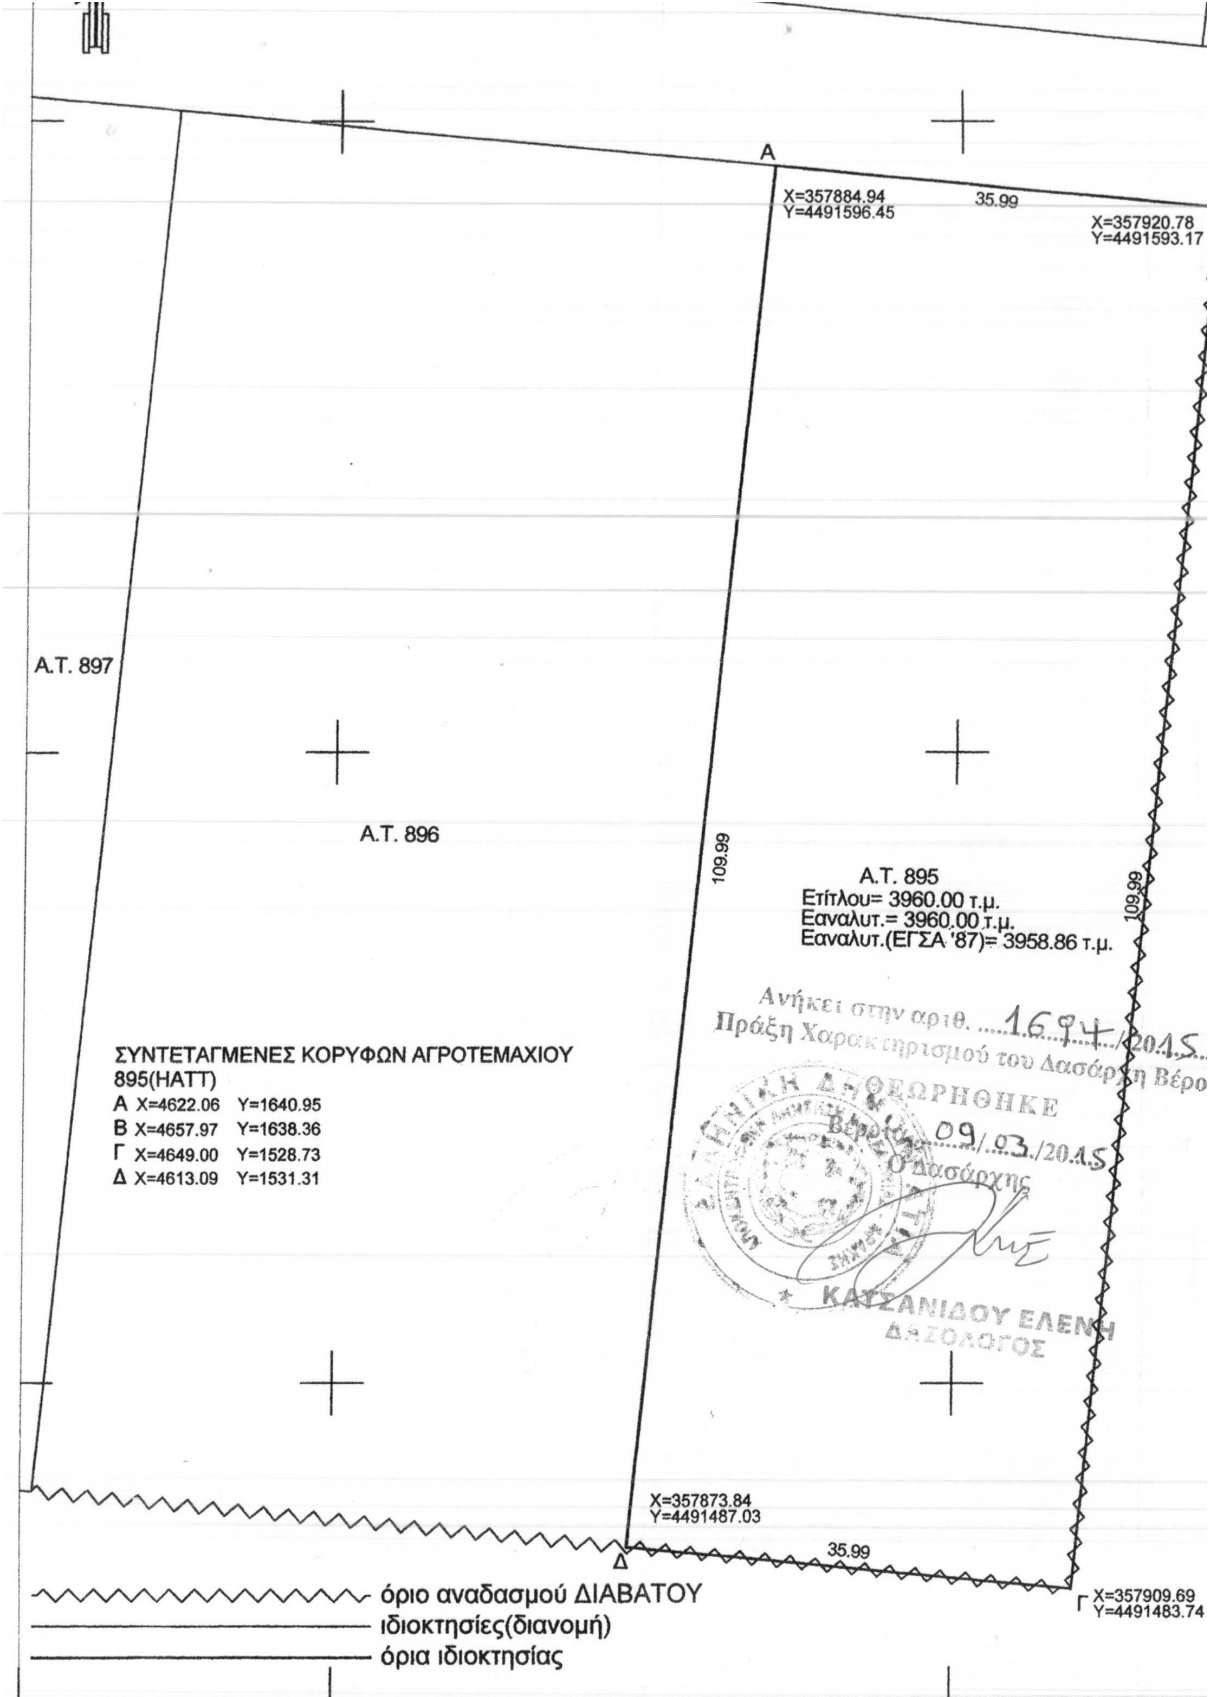 Α
X=357884.94
Y=4491596.45
35.99
X=357920.78
Y=4491593.17
Α.Τ. 897
Α.Τ. 896
109.99
Α.Τ. 895
Ετίτλου= 3960.00 τ.μ.
Εαναλυτ.= 3960.00 τ.μ.
Εαναλυτ.(ΕΓΣΑ '87)= 3958.86 τ.μ.
109.99
Ανήκει στην αριθ. .....1694..../2015...
Πράξη Χαρακτηρισμού του Δασάρχη Βέρο
ΘΕΩΡΗΘΗΚΕ
Βέροια 09/.03./2015
Ο Δασάρχης
ΕΛΛΗΝΙΚΗ ΔΗΜΟΚΡΑΤΙΑ
ΘΡΑΚΗΣ
ΚΑΤΣΑΝΙΔΟΥ ΕΛΕΝΗ
ΔΑΣΟΛΟΓΟΣ
ΣΥΝΤΕΤΑΓΜΕΝΕΣ ΚΟΡΥΦΩΝ ΑΓΡΟΤΕΜΑΧΙΟΥ
895(HATT)
Α X=4622.06 Y=1640.95
Β X=4657.97 Y=1638.36
Γ X=4649.00 Y=1528.73
Δ X=4613.09 Y=1531.31
X=357873.84
Y=4491487.03
Δ
35.99
Γ X=357909.69
Y=4491483.74
όριο αναδασμού ΔΙΑΒΑΤΟΥ
ιδιοκτησίες(διανομή)
όρια ιδιοκτησίας